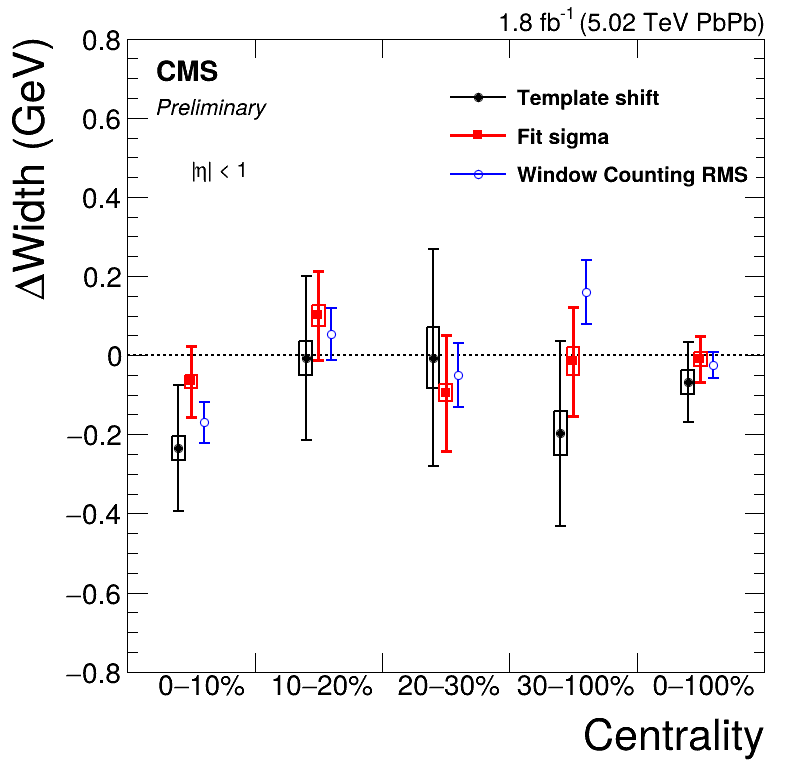 1.8 fb-1 (5.02 TeV PbPb)
ΔWidth (GeV)
0.8
0.6
0.4
0.2
0
−0.2
−0.4
−0.6
−0.8
CMS
Preliminary
|η| < 1
Template shift
Fit sigma
Window Counting RMS
0−10% 10−20% 20−30% 30−100% 0−100%
Centrality